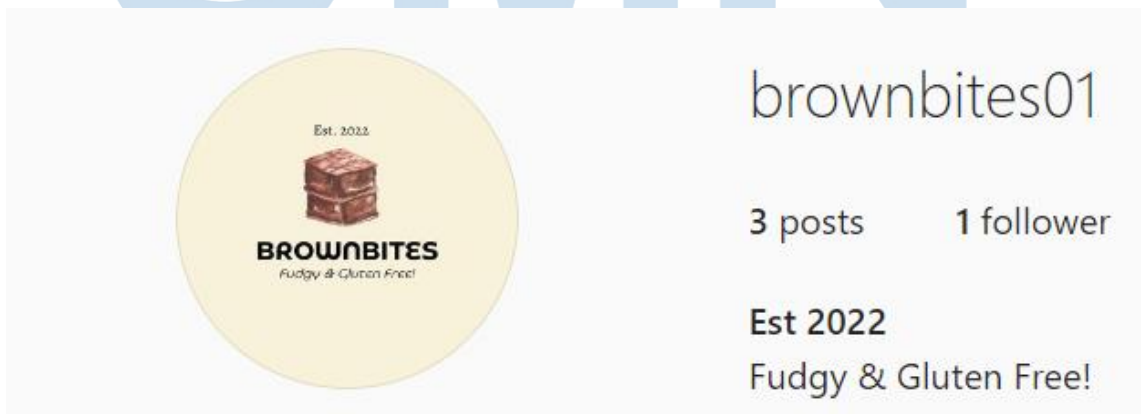 Est. 2022
BROWNBITES
Fudgy & Gluten Free!
brownbites01
3 posts 1 follower
Est 2022
Fudgy & Gluten Free!